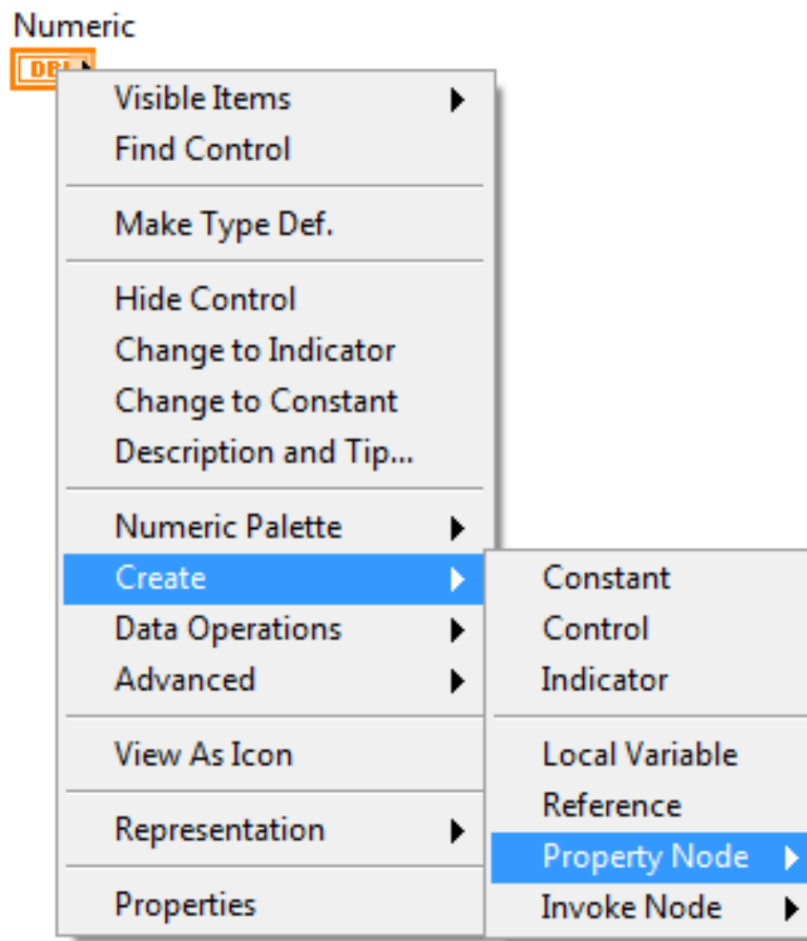 Numeric
DBL
Visible Items
Find Control
Make Type Def.
Hide Control
Change to Indicator
Change to Constant
Description and Tip...
Numeric Palette
Create
Data Operations
Advanced
View As Icon
Representation
Properties
Constant
Control
Indicator
Local Variable
Reference
Property Node
Invoke Node